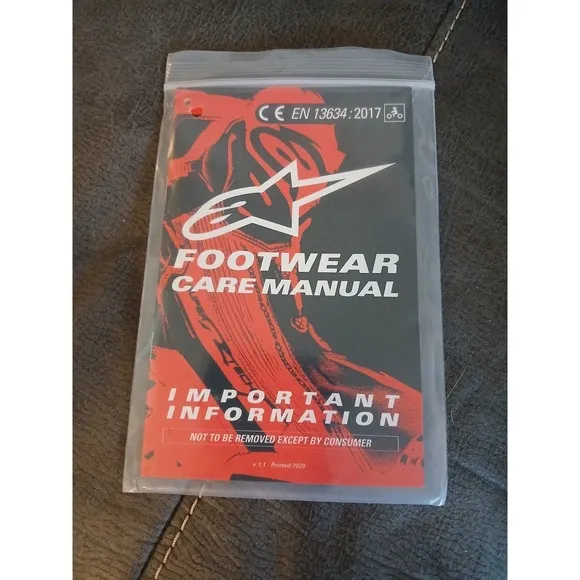 CE EN 13634:2017
FOOTWEAR
CARE MANUAL
IMPORTANT
INFORMATION
NOT TO BE REMOVED EXCEPT BY CONSUMER
v.1.1 - Printed 2020